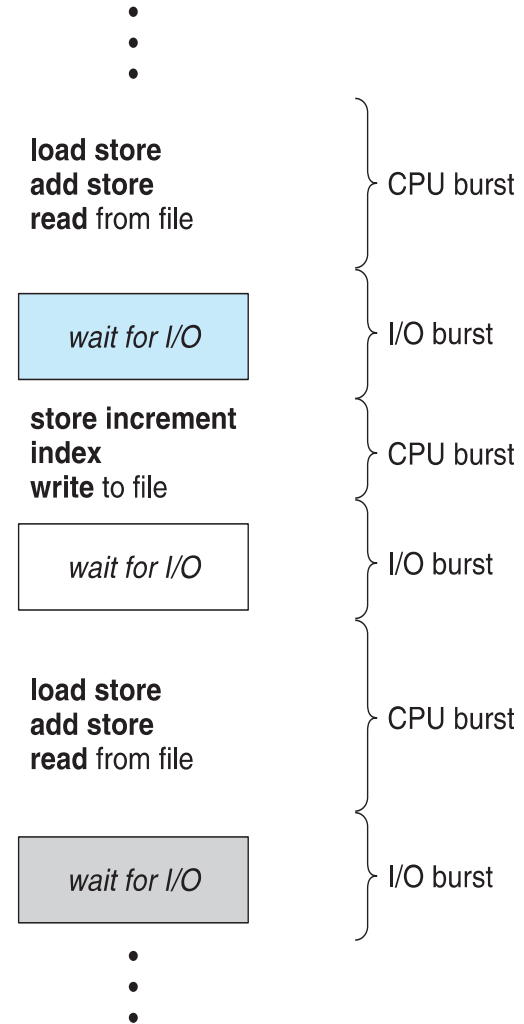 load store
add store
read from file
CPU burst
wait for I/O
I/O burst
store increment
index
write to file
CPU burst
wait for I/O
I/O burst
load store
add store
read from file
CPU burst
wait for I/O
I/O burst